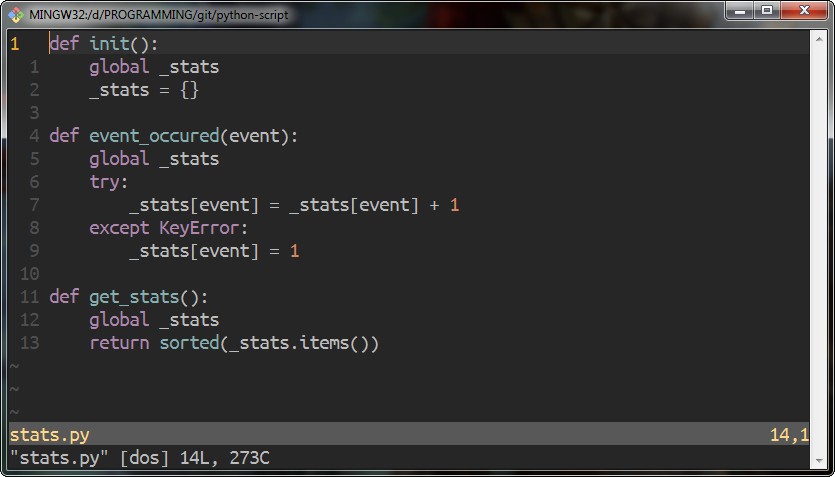 MINGW32:/d/PROGRAMMING/git/python-script
1   def init():
  1     global _stats
  2     _stats = {}
  3
  4 def event_occured(event):
  5     global _stats
  6     try:
  7         _stats[event] = _stats[event] + 1
  8     except KeyError:
  9         _stats[event] = 1
 10
 11 def get_stats():
 12     global _stats
 13     return sorted(_stats.items())
~
~
~
stats.py 14,1
"stats.py" [dos] 14L, 273C